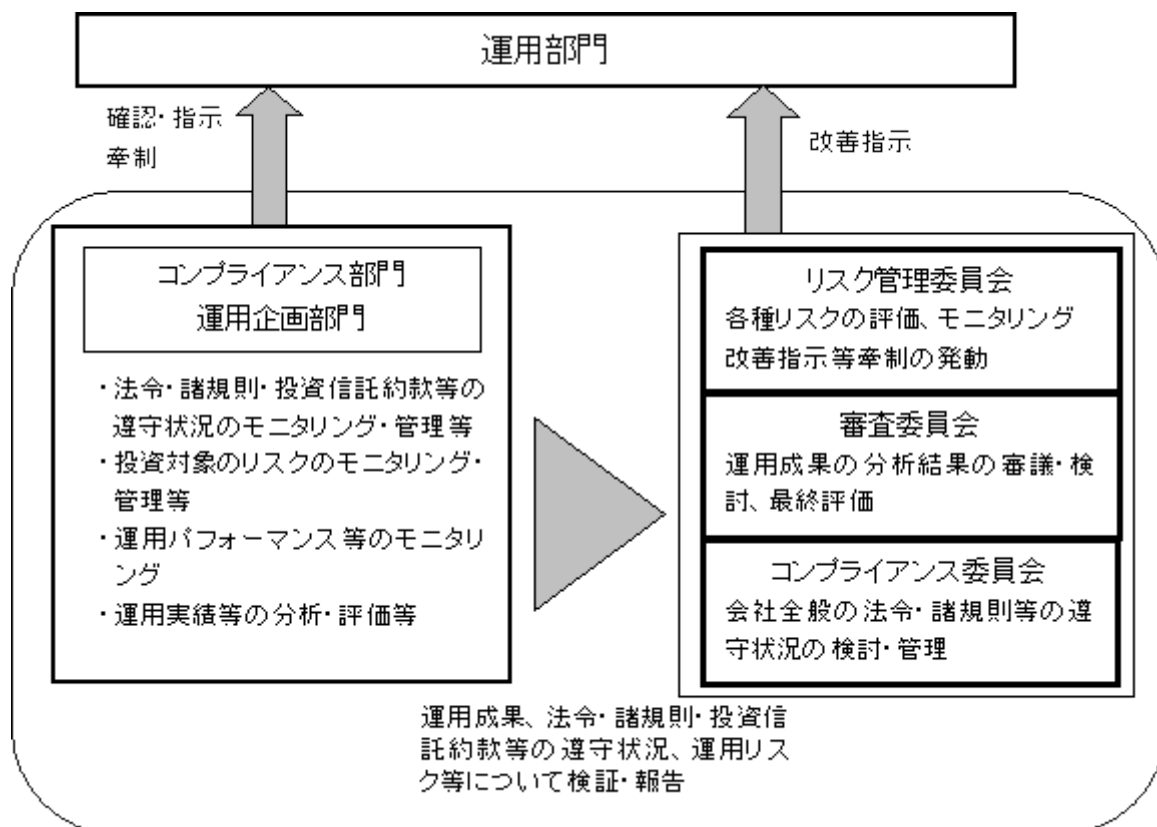 運用部門
確認・指示
牽制
改善指示
コンプライアンス部門
運用企画部門
・法令・諸規則・投資信託約款等の
遵守状況のモニタリング・管理等
・投資対象のリスクのモニタリング・
管理等
・運用パフォーマンス等のモニタリ
ング
・運用実績等の分析・評価等
リスク管理委員会
各種リスクの評価、モニタリング
改善指示等牽制の発動
審査委員会
運用成果の分析結果の審議・検
討、最終評価
コンプライアンス委員会
会社全般の法令・諸規則等の遵
守状況の検討・管理
運用成果、法令・諸規則・投資信
託約款等の遵守状況、運用リス
ク等について検証・報告